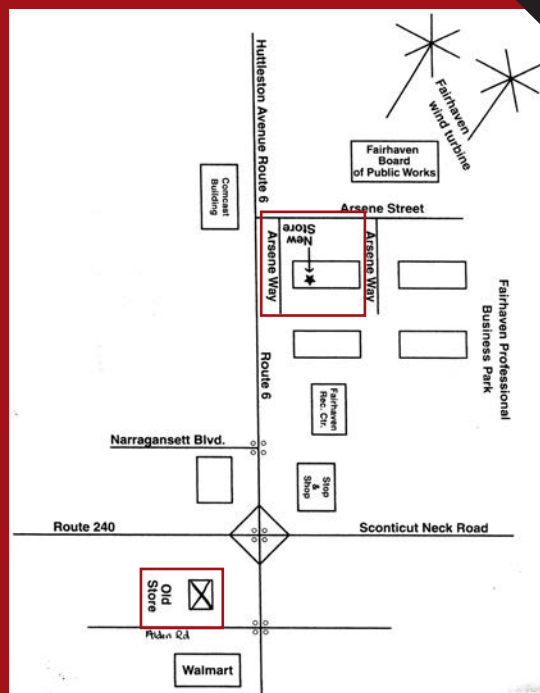 Huttleston Avenue Route 6
Fairhaven
wind turbine
Fairhaven
Board
of Public Works
Comcast
Building
Arsene Street
Arsene Way
New
Store
Arsene Way
Fairhaven Professional
Business Park
Route 6
Fairhaven
Rec. Ctr.
Narragansett Blvd.
Stop
&
Shop
Route 240
Sconticut Neck Road
Old
Store
Alden Rd
Walmart